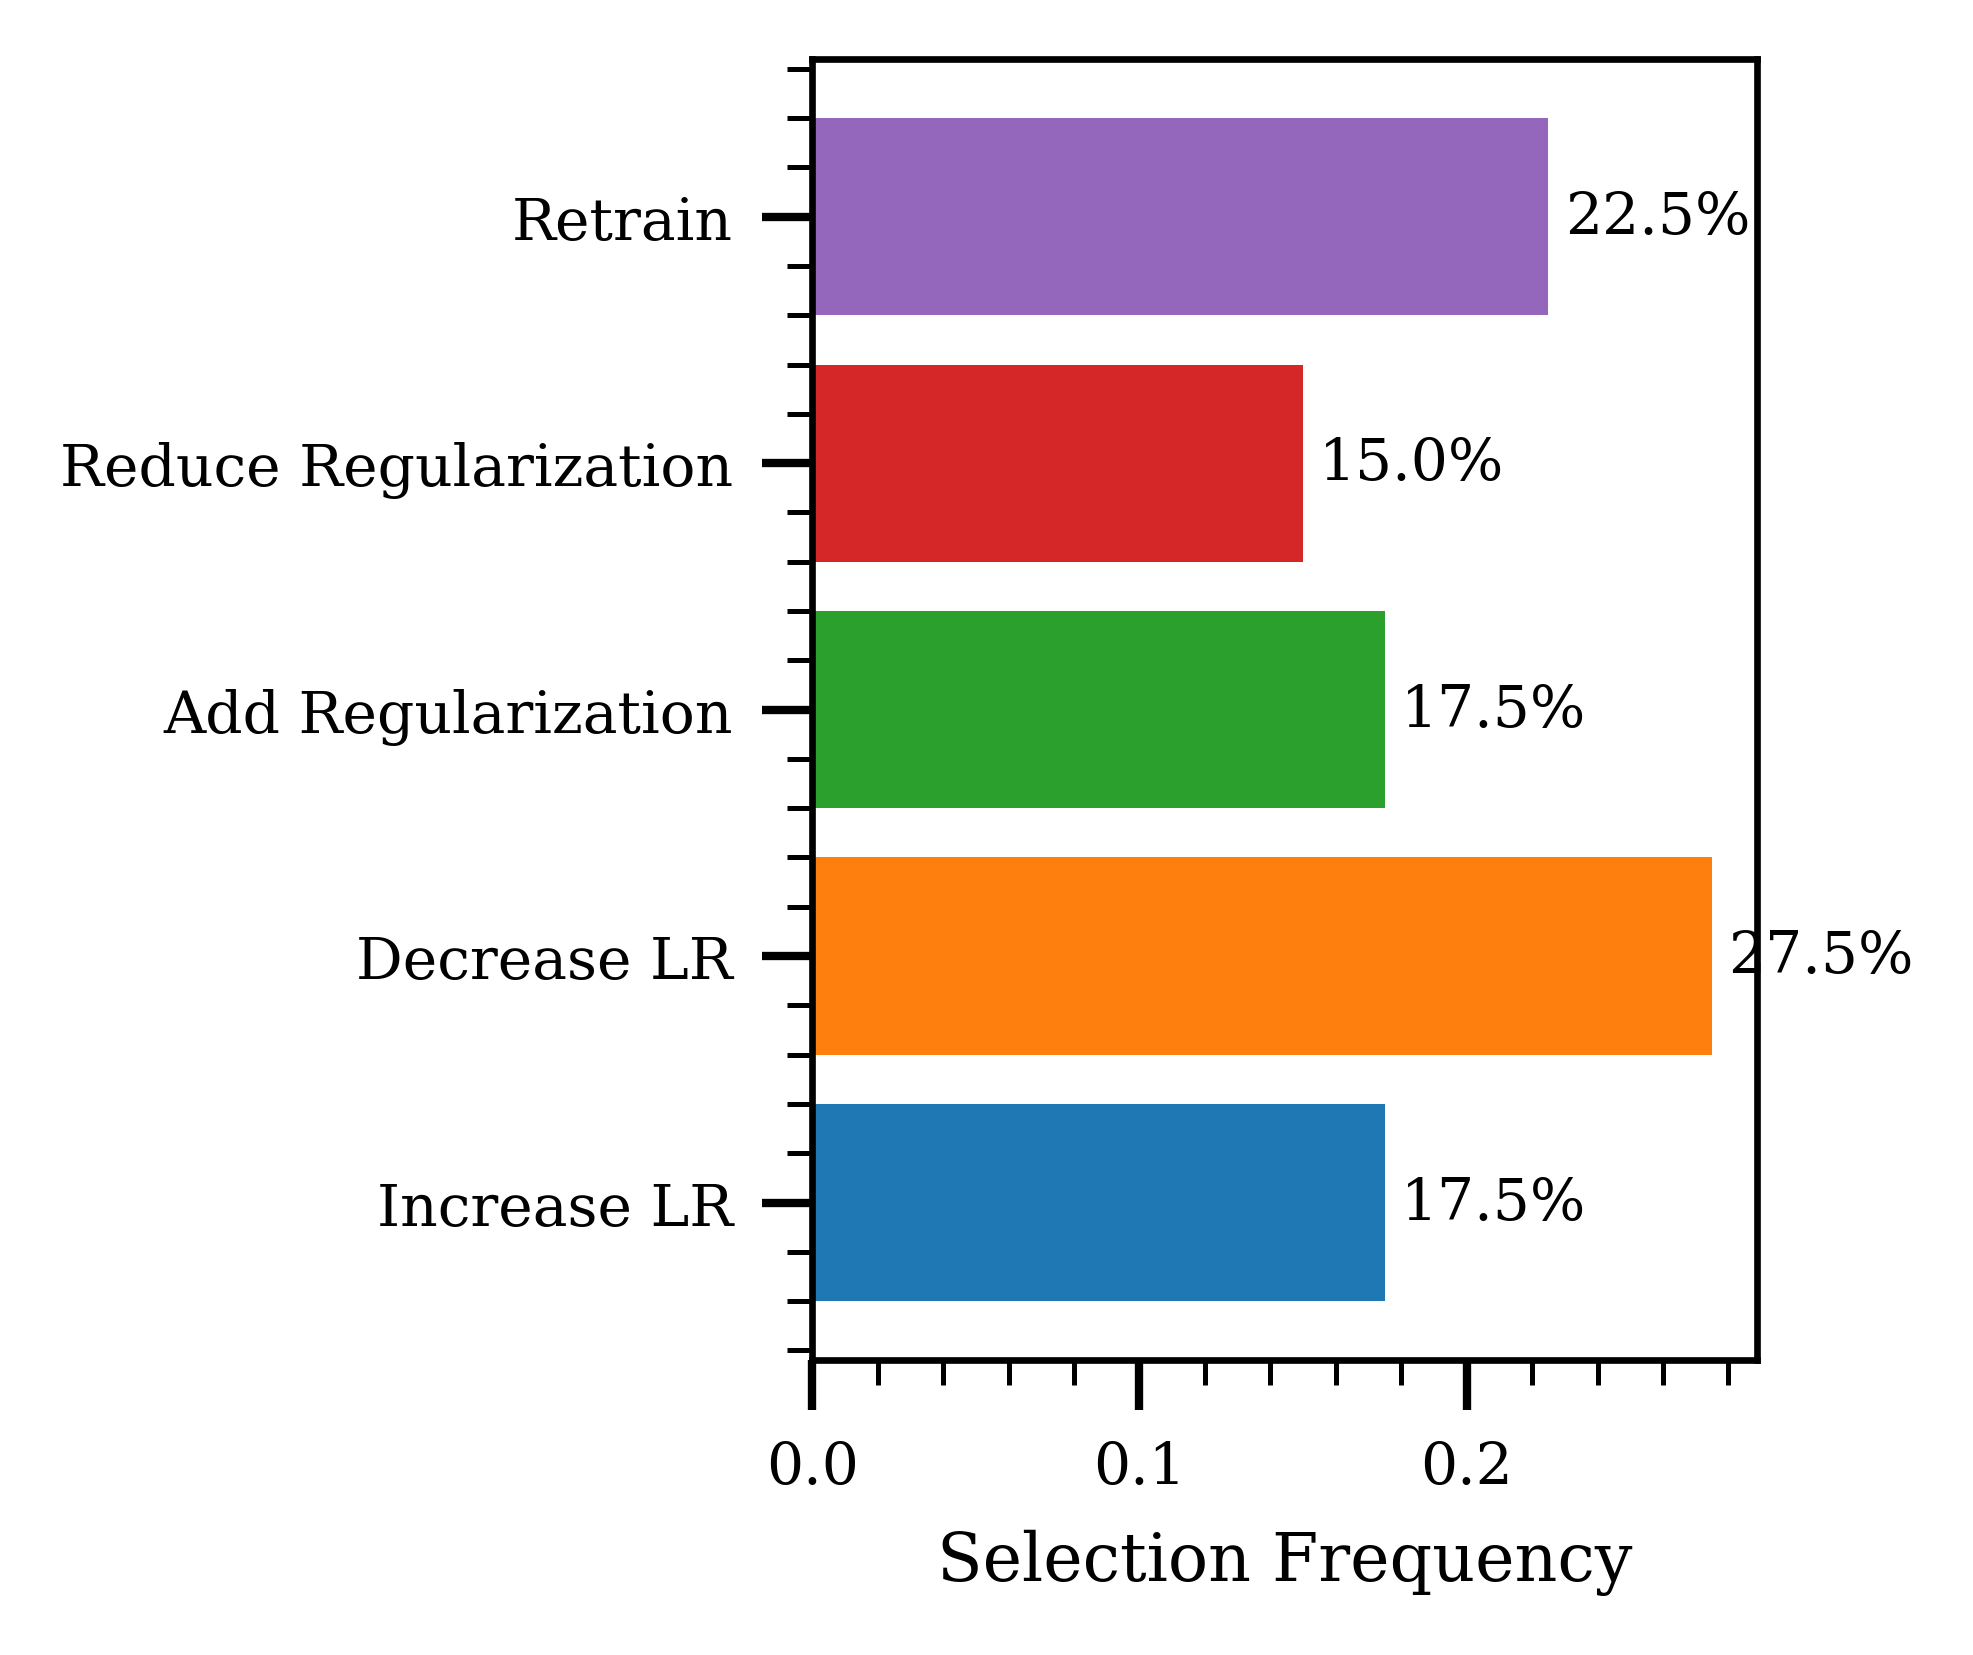 Retrain 22.5%
Reduce Regularization 15.0%
Add Regularization 17.5%
Decrease LR 27.5%
Increase LR 17.5%
0.0 0.1 0.2
Selection Frequency